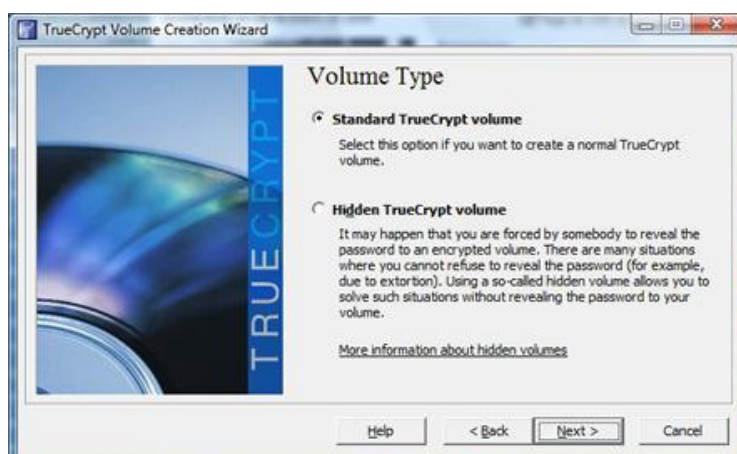 TrueCrypt Volume Creation Wizard
TRUECRYPT
Volume Type
Standard TrueCrypt volume
Select this option if you want to create a normal TrueCrypt
volume.
Hidden TrueCrypt volume
It may happen that you are forced by somebody to reveal the
password to an encrypted volume. There are many situations
where you cannot refuse to reveal the password (for example,
due to extortion). Using a so-called hidden volume allows you to
solve such situations without revealing the password to your
volume.
More information about hidden volumes
Help
< Back
Next >
Cancel